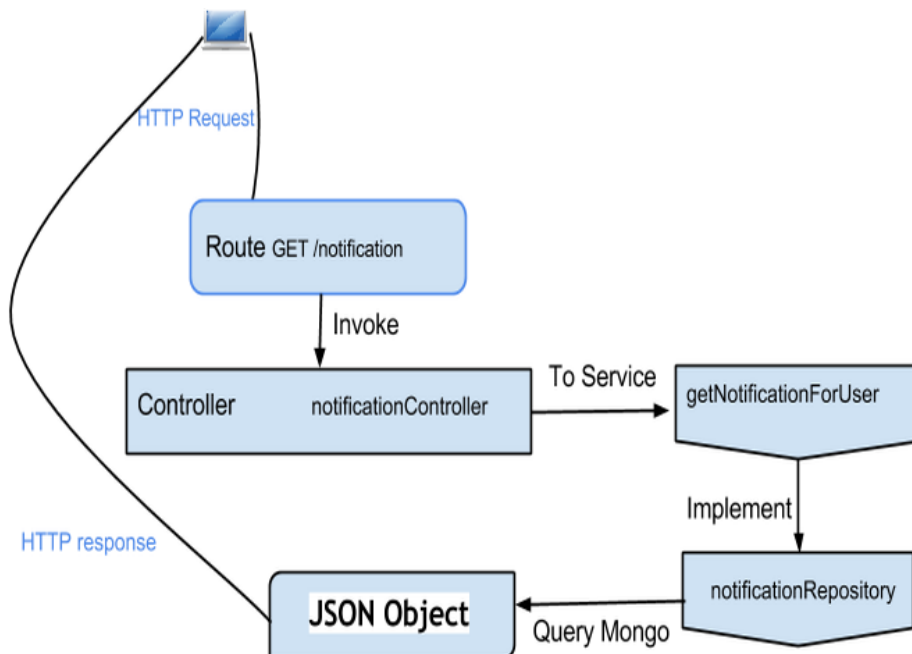 HTTP Request
Route GET /notification
Invoke
Controller notificationController
To Service
getNotificationForUser
Implement
notificationRepository
Query Mongo
JSON Object
HTTP response